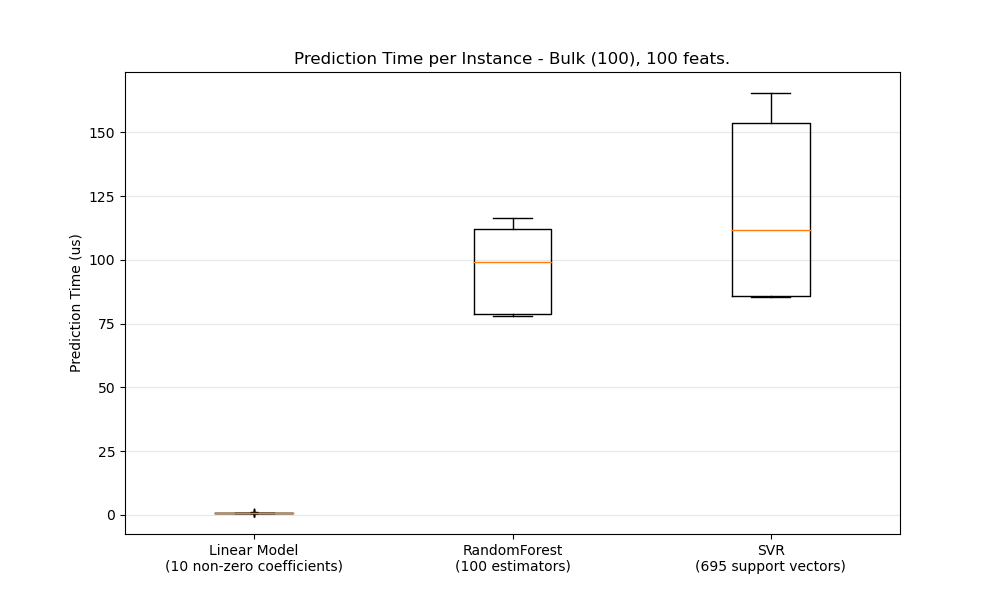 Prediction Time per Instance - Bulk (100), 100 feats.
Prediction Time (us)
150
125
100
75
50
25
0
Linear Model
(10 non-zero coefficients)
RandomForest
(100 estimators)
SVR
(695 support vectors)